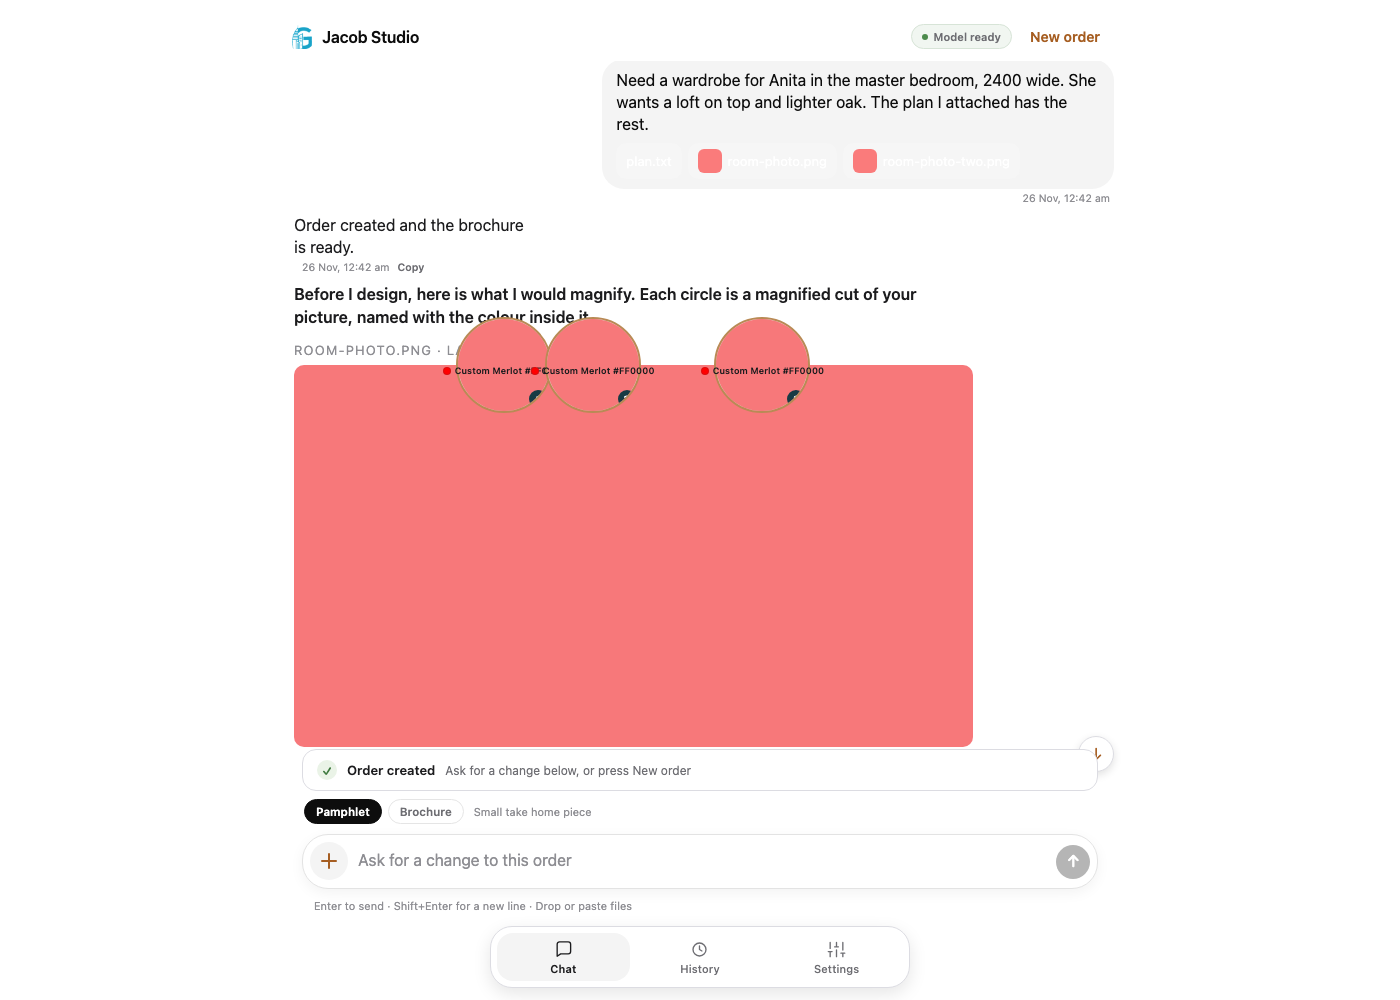 Jacob Studio
Model ready
New order
Need a wardrobe for Anita in the master bedroom, 2400 wide. She
wants a loft on top and lighter oak. The plan I attached has the
rest.
plan.txt
room-photo.png
room-photo-two.png
26 Nov, 12:42 am
Order created and the brochure
is ready.
26 Nov, 12:42 am Copy
Before I design, here is what I would magnify. Each circle is a magnified cut of your
picture, named with the colour inside it
ROOM-PHOTO.PNG ·
Custom Merlot
Custom Merlot #FF0000
Custom Merlot #FF0000
Order created Ask for a change below, or press New order
Pamphlet
Brochure
Small take home piece
Ask for a change to this order
Enter to send · Shift+Enter for a new line · Drop or paste files
Chat
History
Settings